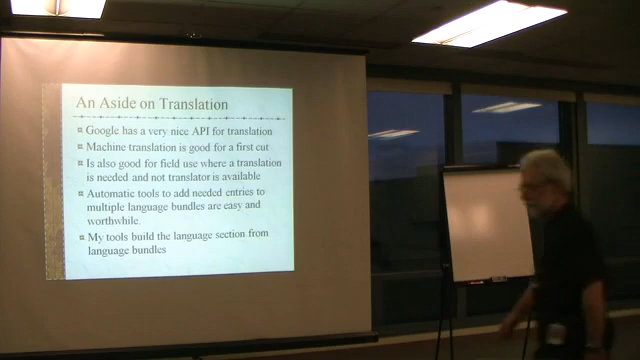 An Aside on Translation
Google has a very nice API for translation
Machine translation is good for a first cut
Is also good for field use where a translation
is needed and not translator is available
Automatic tools to add needed entries to
multiple language bundles are easy and
worthwhile.
My tools build the language section from
language bundles